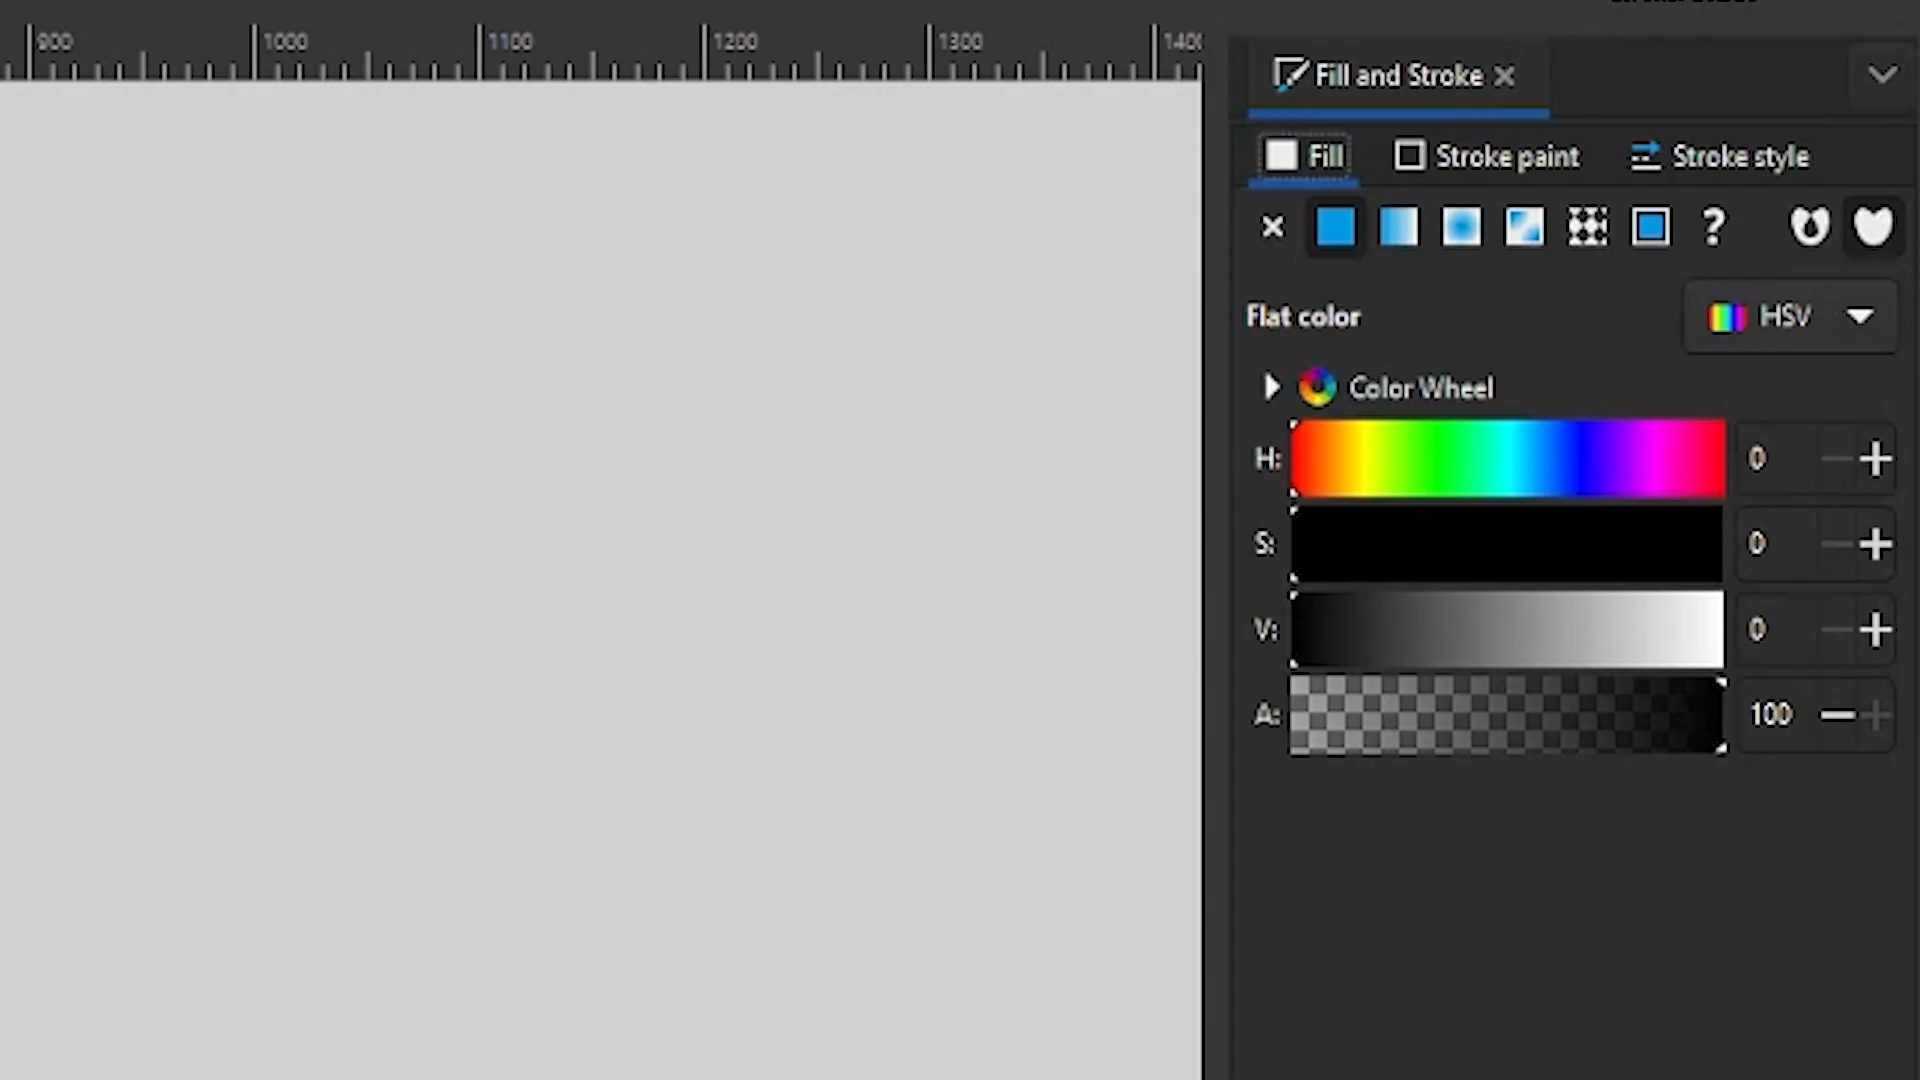 900 1000 1100 1200 1300 1400
Fill and Stroke
Fill Stroke paint Stroke style
?
Flat color HSV
Color Wheel
H: 0
S: 0
V: 0
A: 100